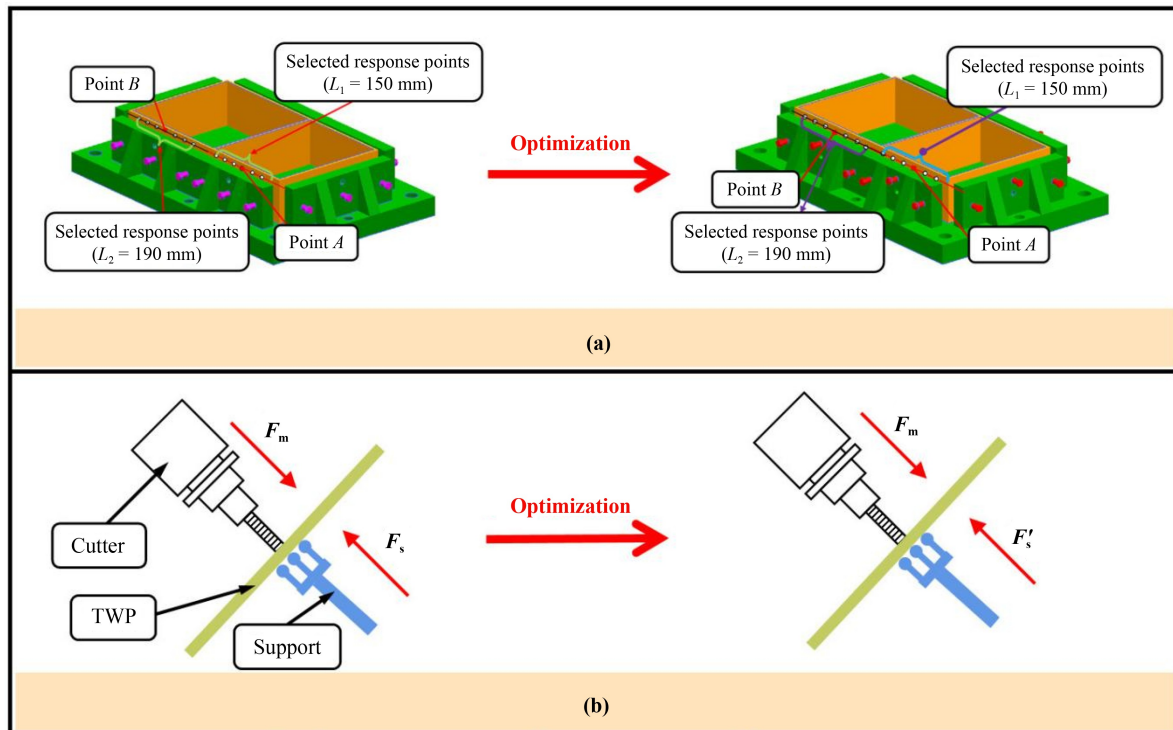 Selected response points
(L₁ = 150 mm)
Point B
Selected response points
(L₂ = 190 mm)
Point A
Optimization
Selected response points
(L₁ = 150 mm)
Point B
Selected response points
(L₂ = 190 mm)
Point A
(a)
Fₘ
Cutter
Fₛ
TWP
Support
Optimization
Fₘ
Fₛ′
(b)